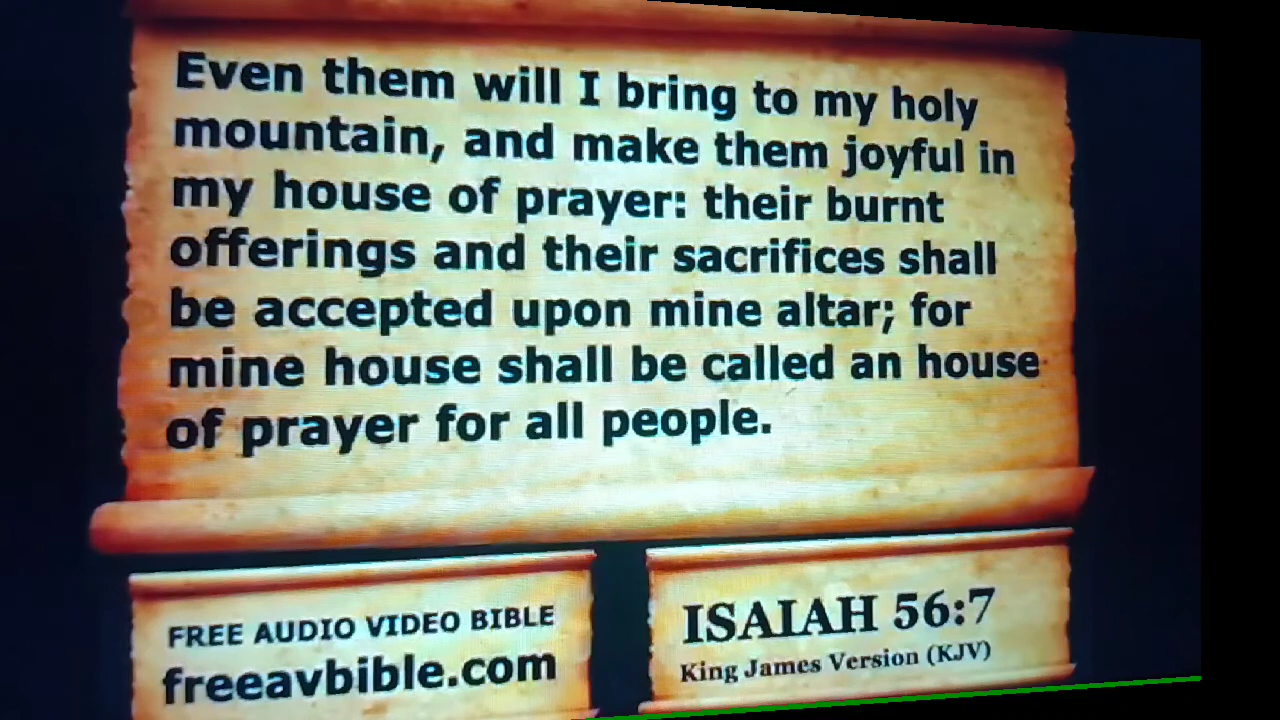 Even them will I bring to my holy
mountain, and make them joyful in
my house of prayer: their burnt
offerings and their sacrifices shall
be accepted upon mine altar; for
mine house shall be called an house
of prayer for all people.
FREE AUDIO VIDEO BIBLE
freeavbible.com
ISAIAH 56:7
King James Version (KJV)